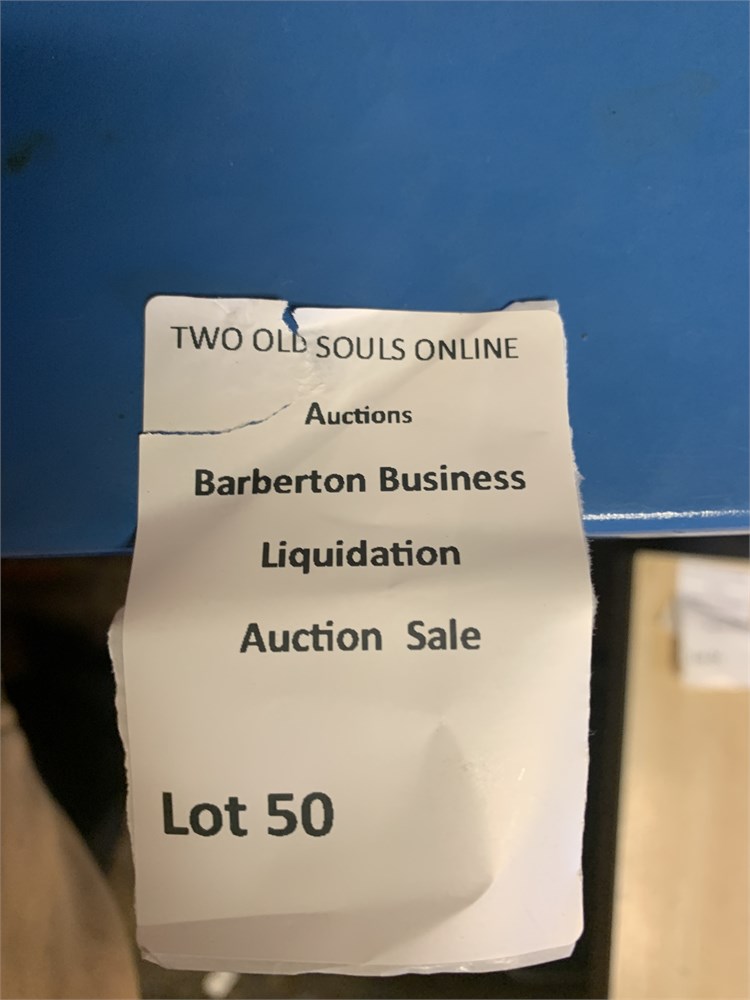 TWO OLD SOULS ONLINE
Auctions
Barberton Business
Liquidation
Auction Sale
Lot 50